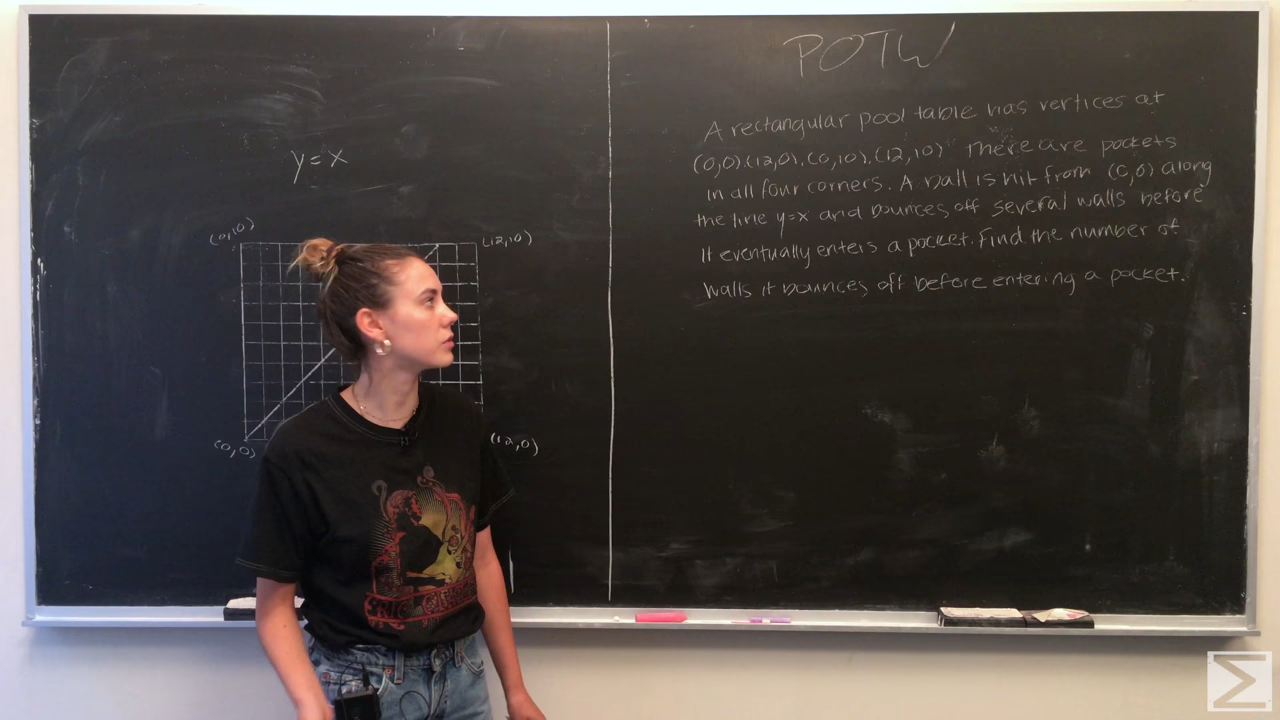 y=x
(0,10)
(12,10)
(0,0)
(12,0)
POTW
A rectangular pool table has vertices at
(0,0),(12,0),(0,10),(12,10). There are pockets
in all four corners. A ball is hit from (0,0) along
the line y=x and bounces off several walls before
it eventually enters a pocket. Find the number of
walls it bounces off before entering a pocket.
Σ